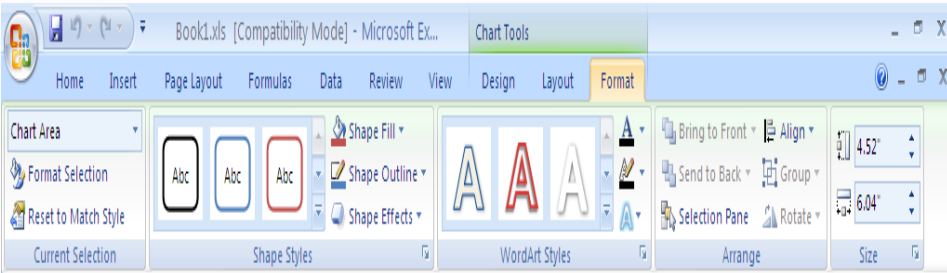 Book1.xls [Compatibility Mode] - Microsoft Ex... Chart Tools
Home Insert Page Layout Formulas Data Review View Design Layout Format
Chart Area
Format Selection
Reset to Match Style
Current Selection
Abc Abc Abc
Shape Fill
Shape Outline
Shape Effects
Shape Styles
A A A
A
A
WordArt Styles
Bring to Front Align
Send to Back Group
Selection Pane Rotate
Arrange
4.52"
6.04"
Size